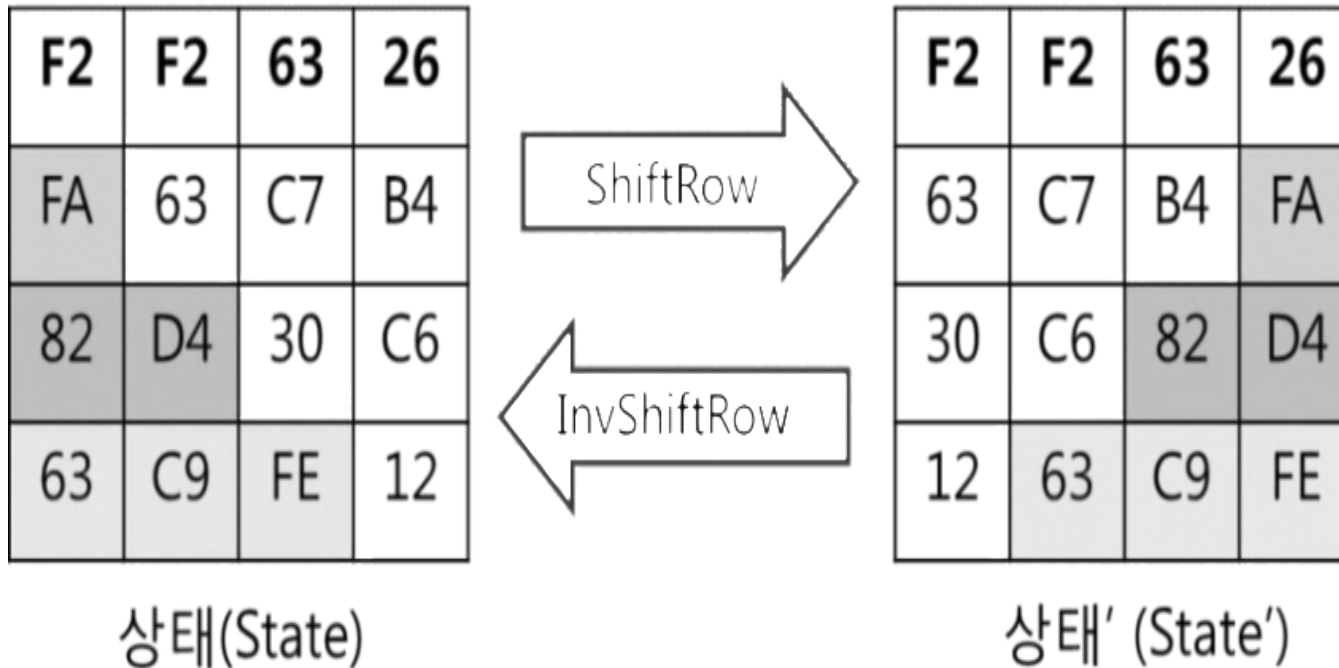 F2 F2 63 26
FA 63 C7 B4
82 D4 30 C6
63 C9 FE 12
상태(State)
ShiftRow
InvShiftRow
F2 F2 63 26
63 C7 B4 FA
30 C6 82 D4
12 63 C9 FE
상태′ (State′)